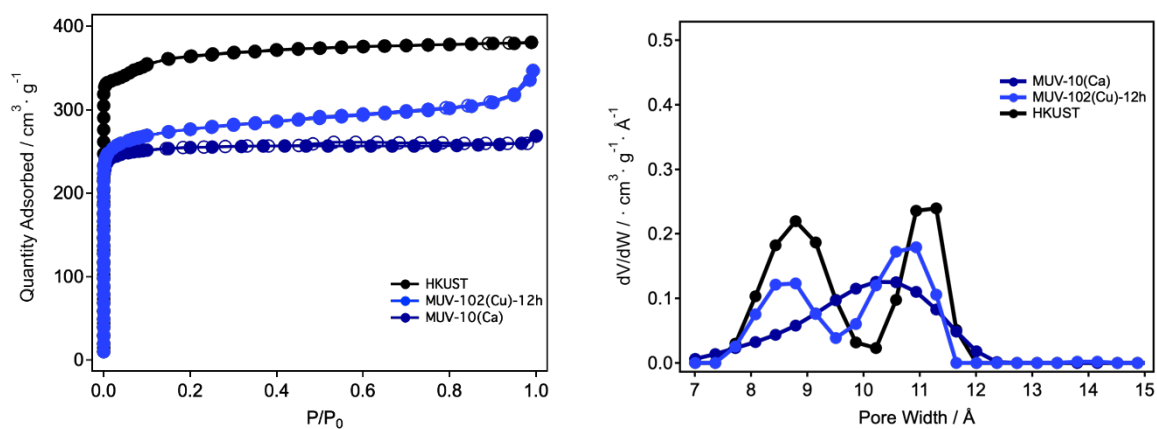 Quantity Adsorbed / cm³ · g⁻¹
400
300
200
100
0
HKUST
MUV-102(Cu)-12h
MUV-10(Ca)
0.0 0.2 0.4 0.6 0.8 1.0
P/P₀
dV/dW / · cm³ · g⁻¹ · Å⁻¹
0.5
0.4
0.3
0.2
0.1
0.0
MUV-10(Ca)
MUV-102(Cu)-12h
HKUST
7 8 9 10 11 12 13 14 15
Pore Width / Å